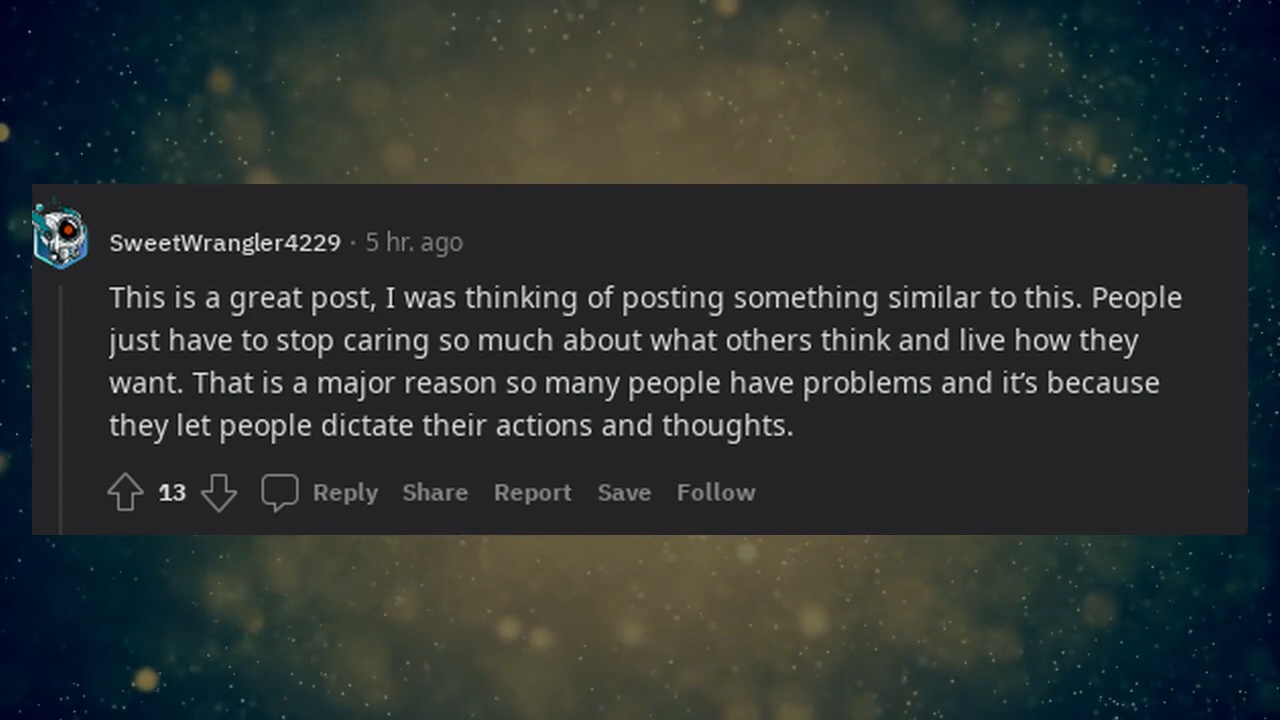 SweetWrangler4229 · 5 hr. ago
This is a great post, I was thinking of posting something similar to this. People
just have to stop caring so much about what others think and live how they
want. That is a major reason so many people have problems and it’s because
they let people dictate their actions and thoughts.
13 Reply Share Report Save Follow